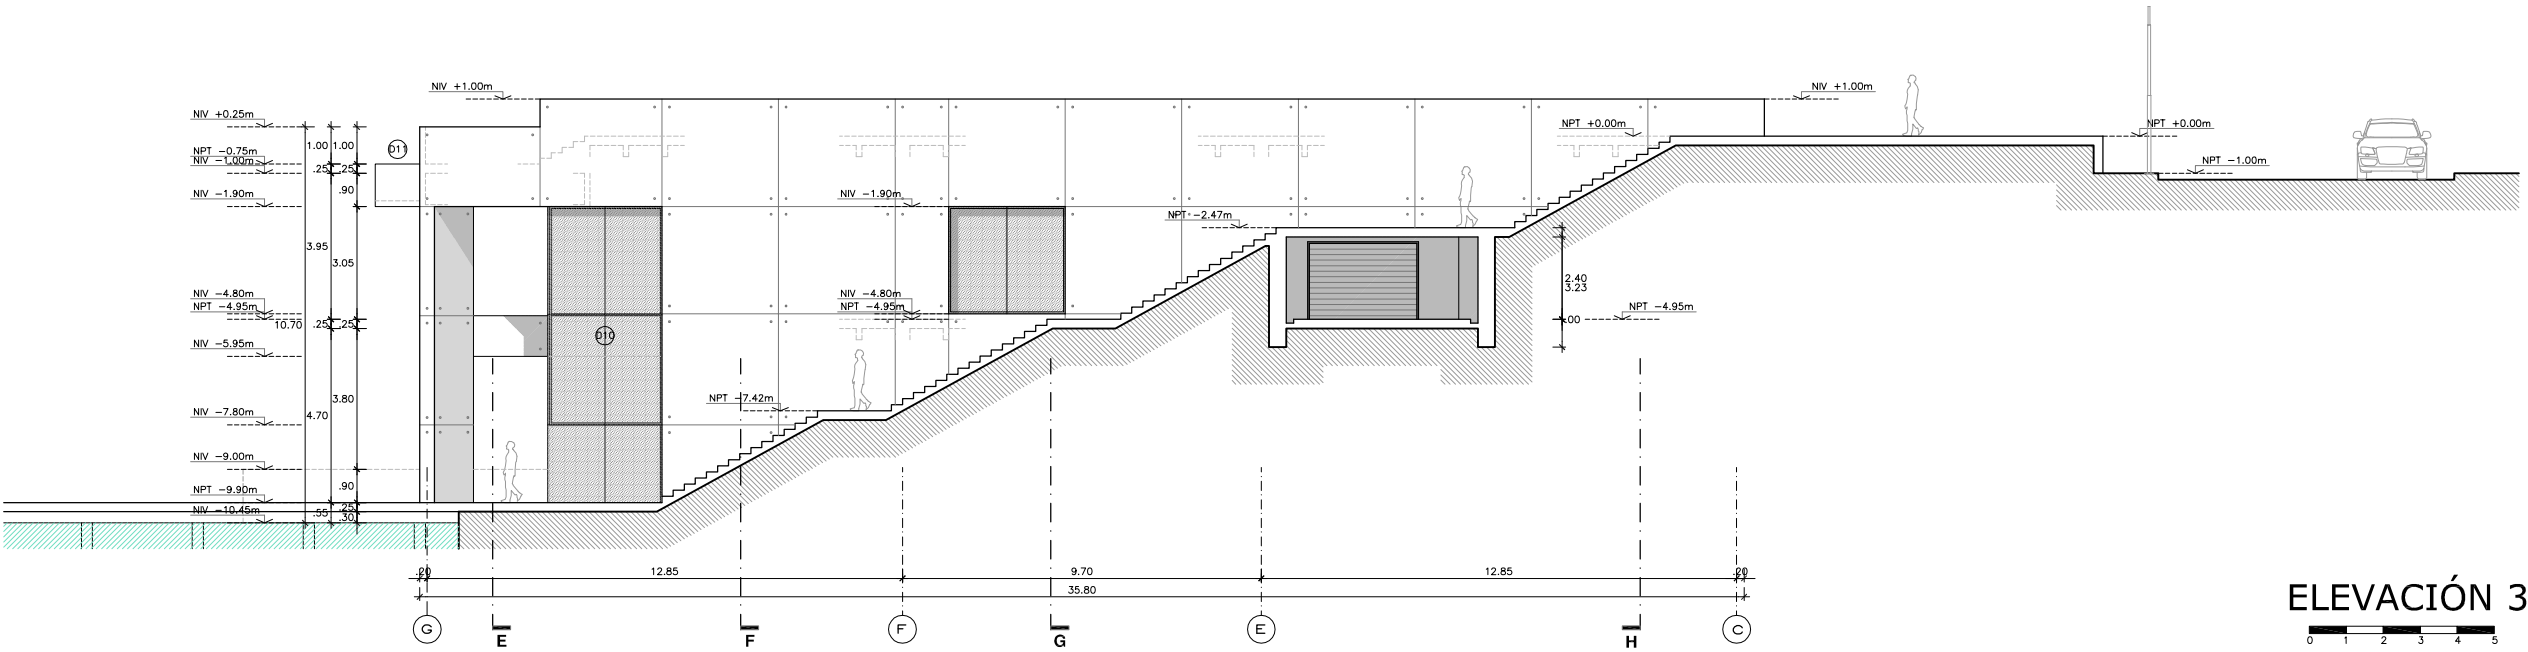 NIV +1.00m
NIV +1.00m
NIV +0.25m
NPT +0.00m
NPT +0.00m
D11
1.00
1.00
NPT -0.75m
NIV -1.00m
NPT -1.00m
.25
.25
.90
NIV -1.90m
NIV -1.90m
NPT -2.47m
3.95
3.05
2.40
3.23
NIV -4.80m
NPT -4.95m
NIV -4.80m
NPT -4.95m
NPT -4.95m
10.70
.25
.25
.00
D10
NIV -5.95m
3.80
NPT -7.42m
NIV -7.80m
4.70
NIV -9.00m
NPT -9.90m
.90
NIV -10.45m
.55
.25
.30
.20
12.85
9.70
12.85
.20
35.80
G
E
F
F
G
E
H
C
ELEVACIÓN 3
0 1 2 3 4 5